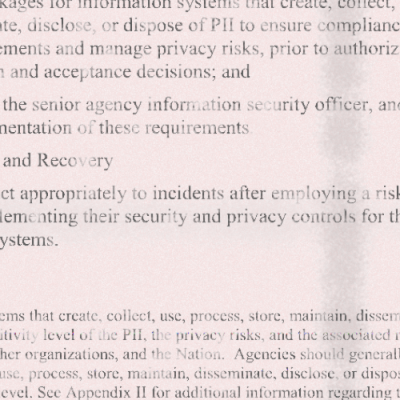 kages for information systems that create, collect,
ate, disclose, or dispose of PII to ensure complianc
ements and manage privacy risks, prior to authoriz
n and acceptance decisions; and
the senior agency information security officer, and
mentation of these requirements
and Recovery
ct appropriately to incidents after employing a risk
lementing their security and privacy controls for th
ystems.
ems that create, collect, use, process, store, maintain, dissem
itivity level of the PII, the privacy risks, and the associated r
her organizations, and the Nation. Agencies should generall
use, process, store, maintain, disseminate, disclose, or dispos
level. See Appendix II for additional information regarding t